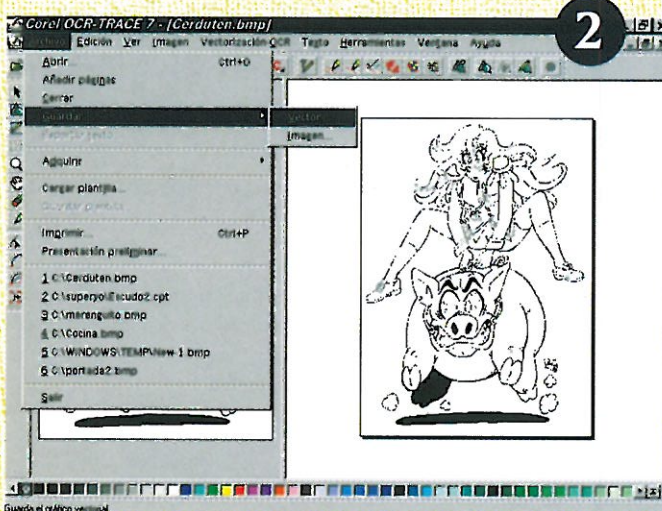 Corel OCR-TRACE 7 - [Cerduten.bmp]
2
Archivo Edición Ver Imagen Vectorización OCR Texto Herramientas Ventana Ayuda
Abrir... Ctrl+O
Añadir páginas
Cerrar
Guardar
Vector...
Imagen...
Adquirir
Cargar plantilla...
Imprimir... Ctrl+P
Presentación preliminar...
1 C:\Cerduten.bmp
2 C:\superyo\Escudo2.cpt
3 C:\merenguito.bmp
4 C:\Cocina.bmp
5 C:\WINDOWS\TEMP\New-1.bmp
6 C:\portada2.bmp
Salir
Guarda el gráfico vectorial